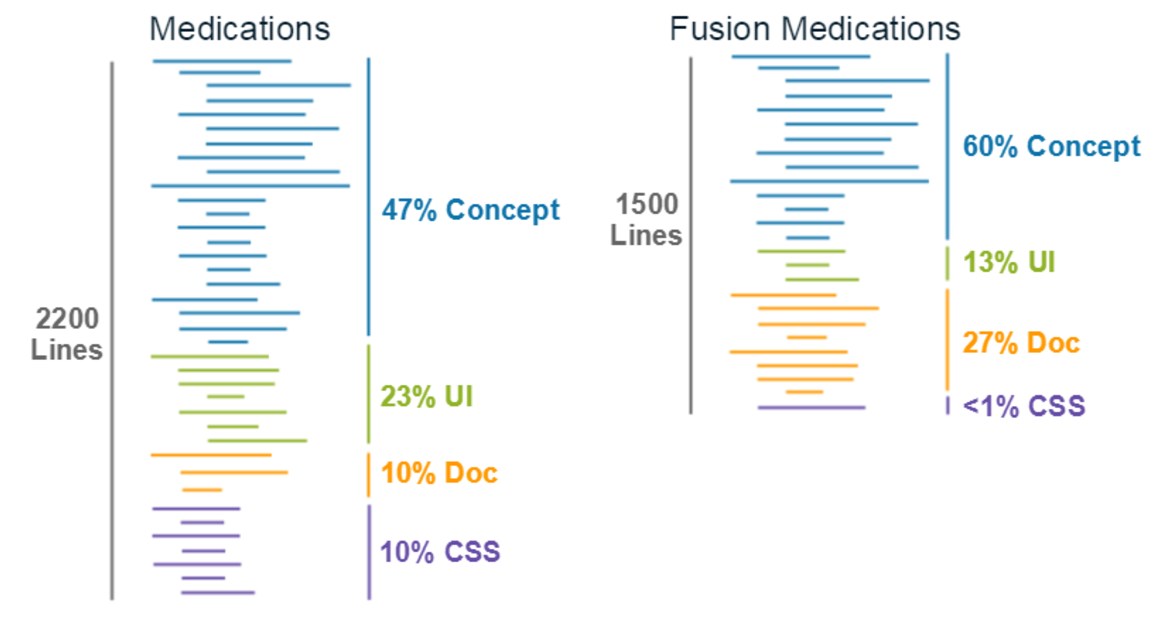 Medications
2200
Lines
47% Concept
23% UI
10% Doc
10% CSS
Fusion Medications
1500
Lines
60% Concept
13% UI
27% Doc
<1% CSS